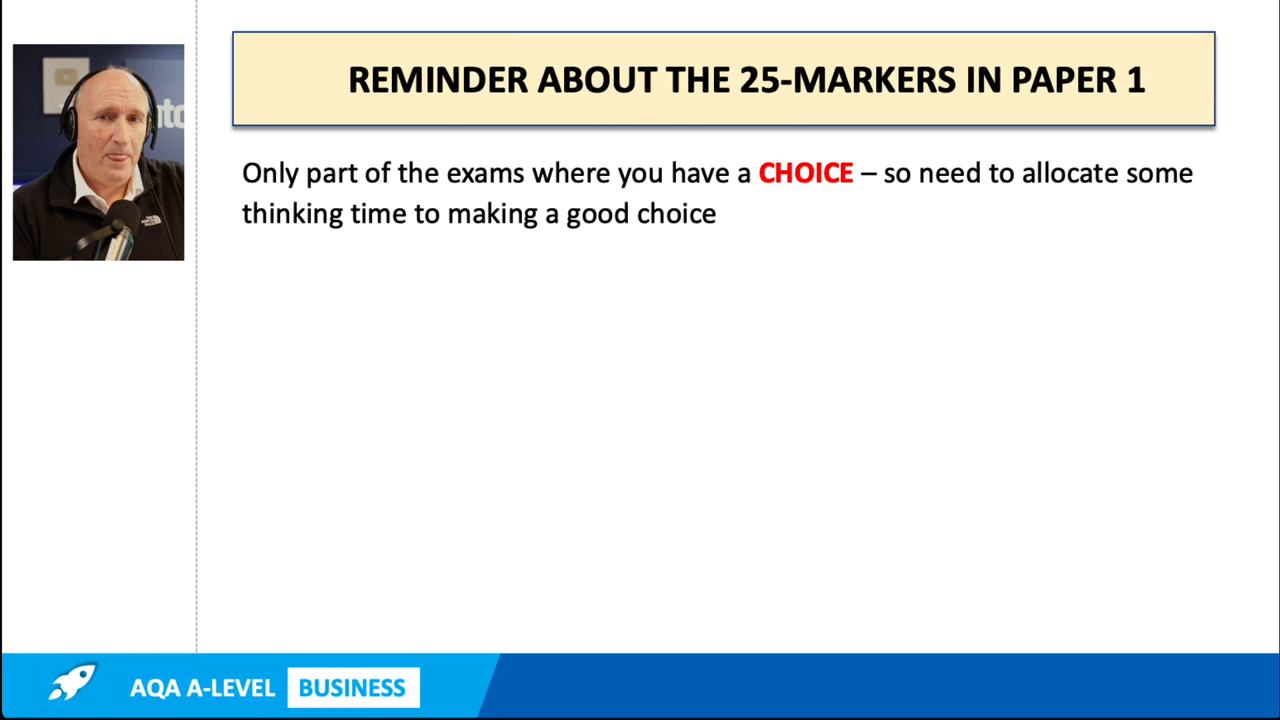 REMINDER ABOUT THE 25-MARKERS IN PAPER 1
Only part of the exams where you have a CHOICE – so need to allocate some
thinking time to making a good choice
AQA A-LEVEL BUSINESS